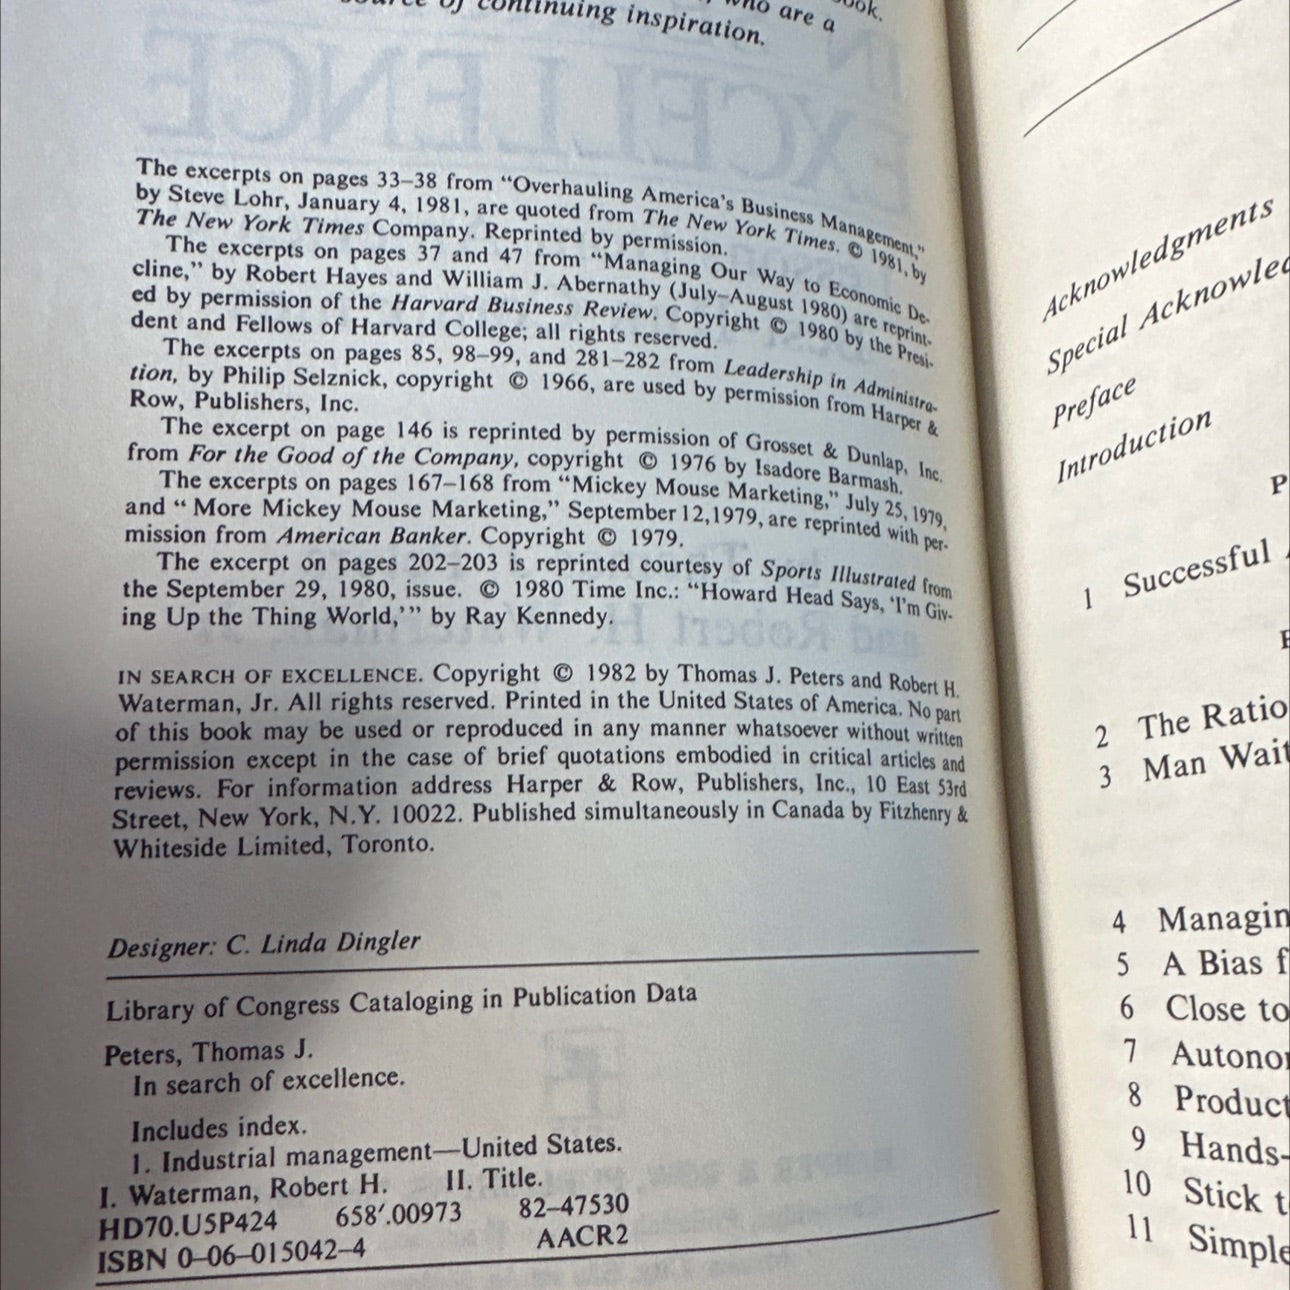 who are a
of continuing inspiration.
The excerpts on pages 33–38 from “Overhauling America’s Business Management,”
by Steve Lohr, January 4, 1981, are quoted from The New York Times. © 1981, by
The New York Times Company. Reprinted by permission.
The excerpts on pages 37 and 47 from “Managing Our Way to Economic De-
cline,” by Robert Hayes and William J. Abernathy (July–August 1980) are reprint-
ed by permission of the Harvard Business Review. Copyright © 1980 by the Presi-
dent and Fellows of Harvard College; all rights reserved.
The excerpts on pages 85, 98–99, and 281–282 from Leadership in Administra-
tion, by Philip Selznick, copyright © 1966, are used by permission from Harper &
Row, Publishers, Inc.
The excerpt on page 146 is reprinted by permission of Grosset & Dunlap, Inc.
from For the Good of the Company, copyright © 1976 by Isadore Barmash.
The excerpts on pages 167–168 from “Mickey Mouse Marketing,” July 25, 1979,
and “ More Mickey Mouse Marketing,” September 12,1979, are reprinted with per-
mission from American Banker. Copyright © 1979.
The excerpt on pages 202–203 is reprinted courtesy of Sports Illustrated from
the September 29, 1980, issue. © 1980 Time Inc.: “Howard Head Says, ‘I’m Giv-
ing Up the Thing World,’” by Ray Kennedy.
IN SEARCH OF EXCELLENCE. Copyright © 1982 by Thomas J. Peters and Robert H.
Waterman, Jr. All rights reserved. Printed in the United States of America. No part
of this book may be used or reproduced in any manner whatsoever without written
permission except in the case of brief quotations embodied in critical articles and
reviews. For information address Harper & Row, Publishers, Inc., 10 East 53rd
Street, New York, N.Y. 10022. Published simultaneously in Canada by Fitzhenry &
Whiteside Limited, Toronto.
Designer: C. Linda Dingler
Library of Congress Cataloging in Publication Data
Peters, Thomas J.
In search of excellence.
Includes index.
1. Industrial management—United States.
I. Waterman, Robert H. II. Title.
HD70.U5P424 658′.00973 82–47530
ISBN 0–06–015042–4 AACR2
Acknowledgments
Special Acknowled
Preface
Introduction
P
1 Successful
2 The Ratio
3 Man Wait
4 Managin
5 A Bias f
6 Close to
7 Autono
8 Product
9 Hands-
10 Stick t
11 Simple